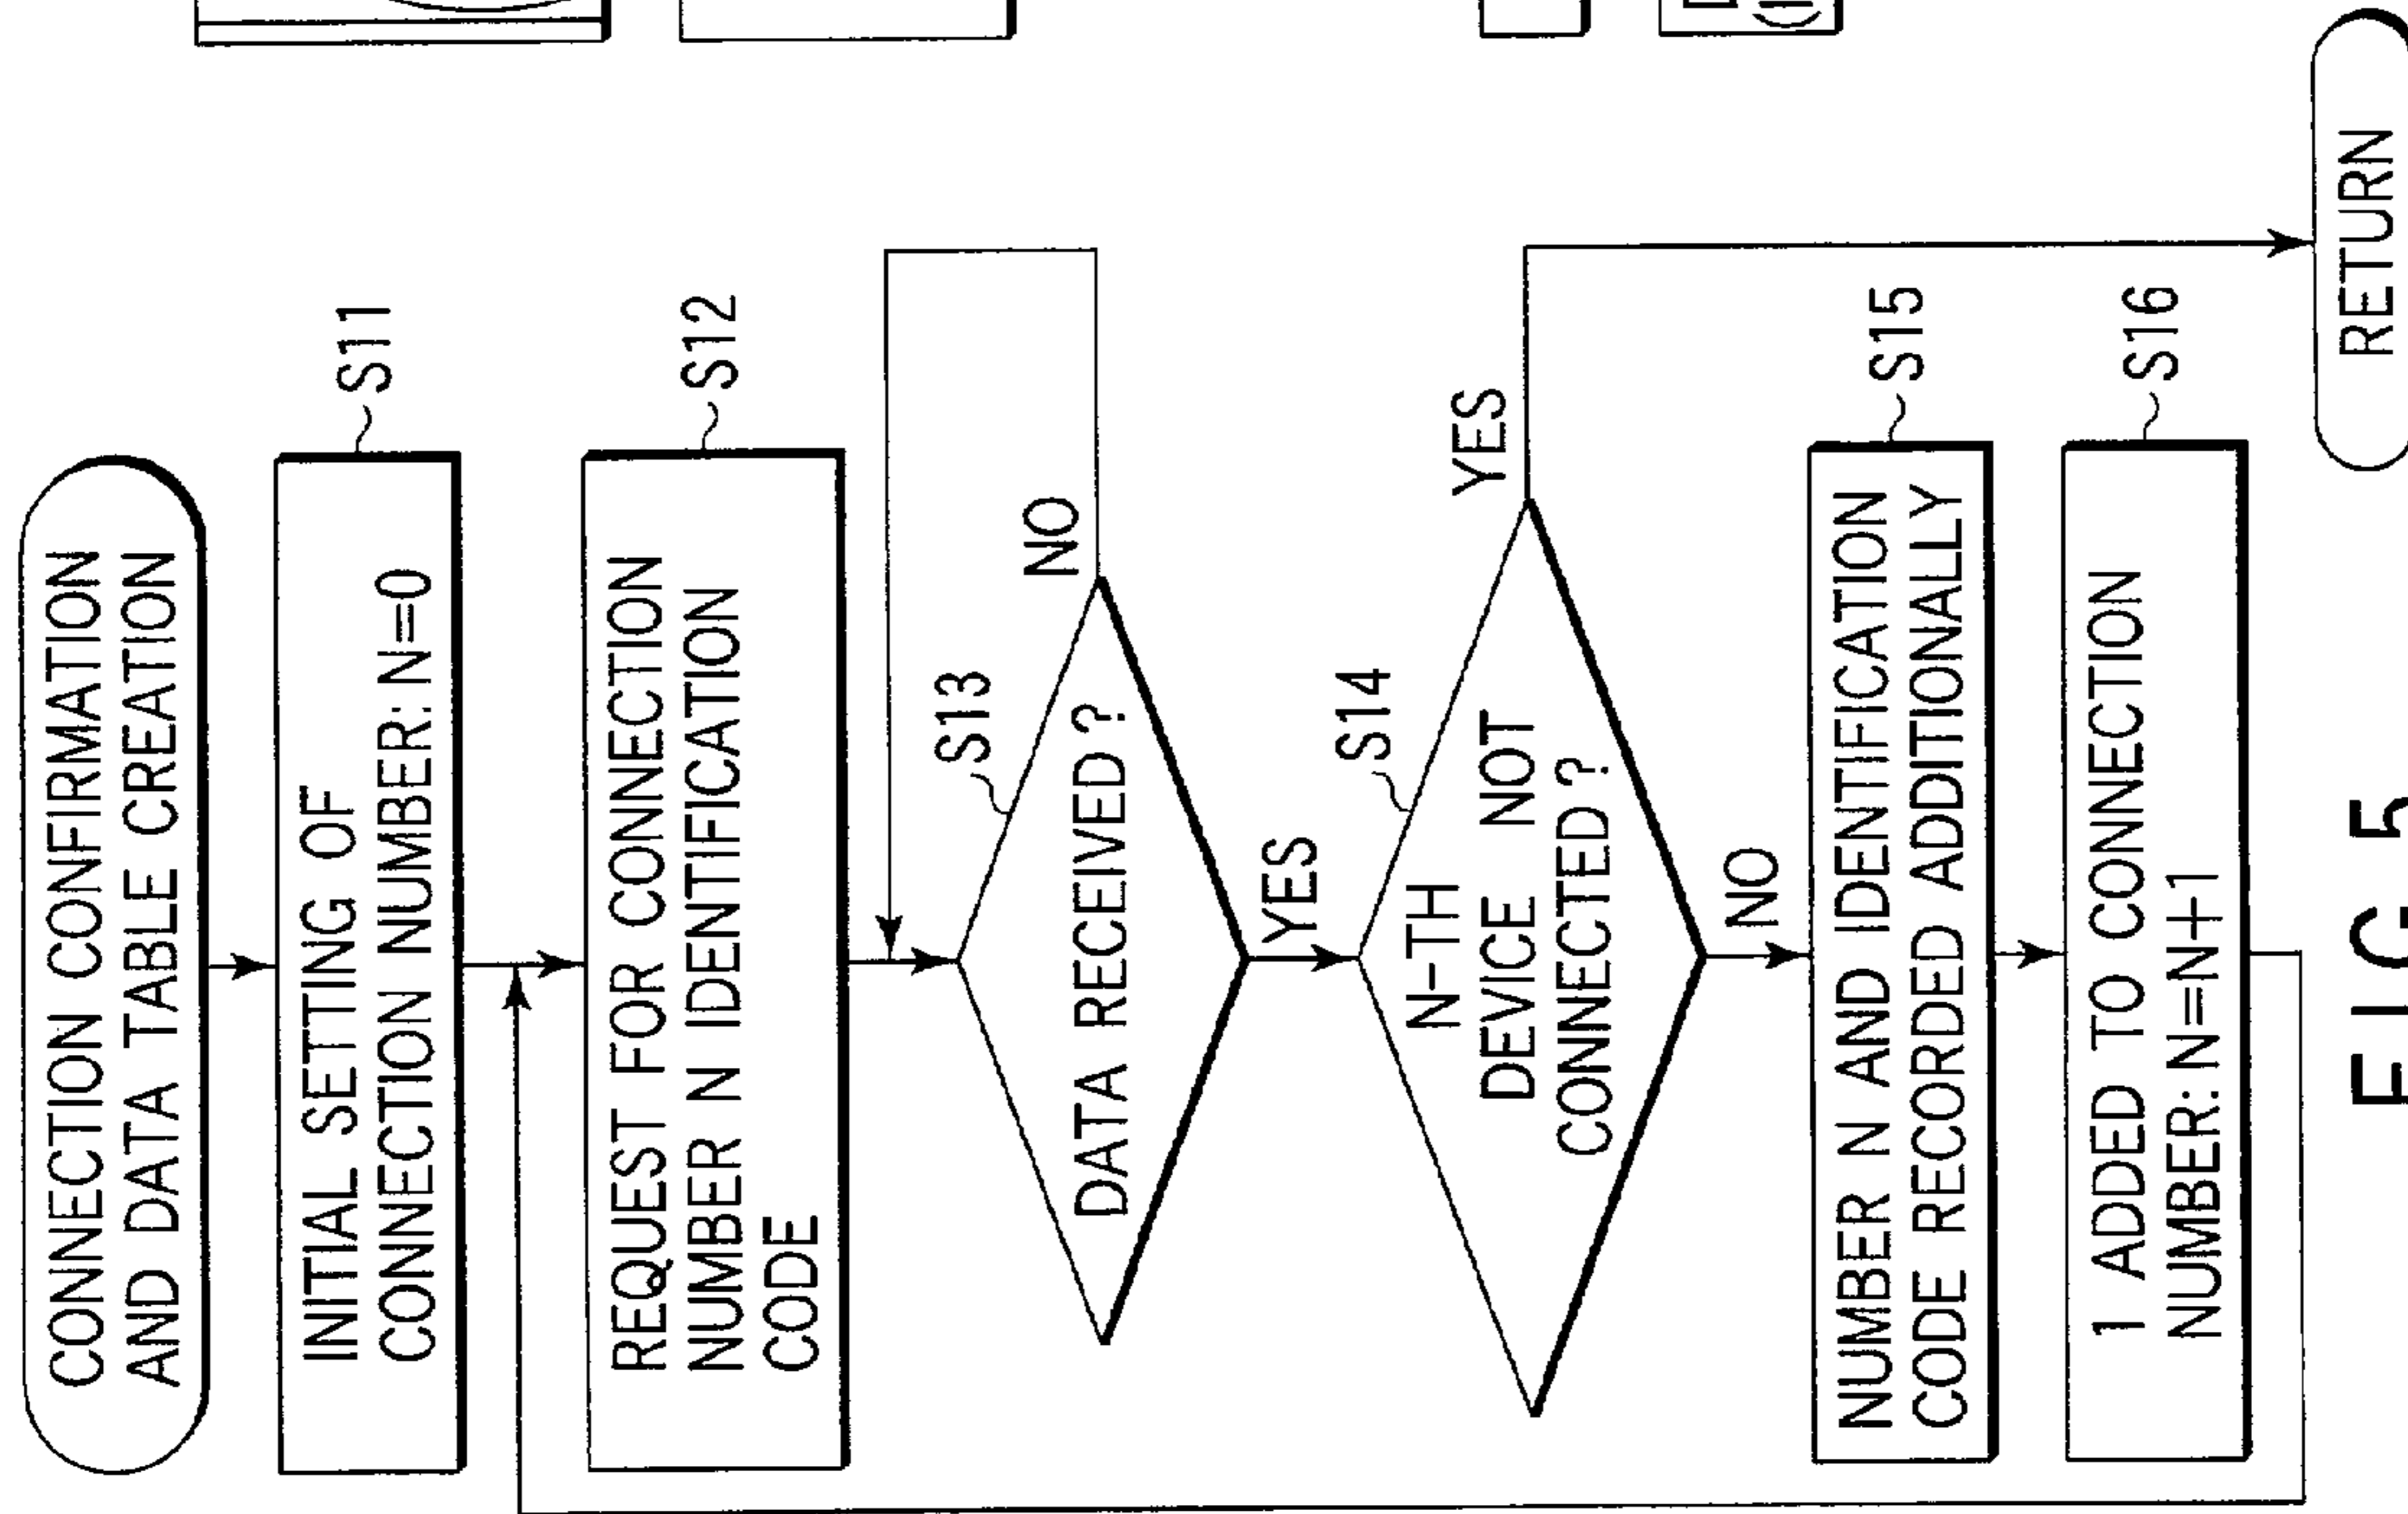 CONNECTION CONFIRMATION
AND DATA TABLE CREATION
INITIAL SETTING OF
CONNECTION NUMBER:N=0
S11
REQUEST FOR CONNECTION
NUMBER N IDENTIFICATION
CODE
S12
S13
DATA RECEIVED?
NO
YES
S14
N-TH
DEVICE NOT
CONNECTED?
YES
NO
NUMBER N AND IDENTIFICATION
CODE RECORDED ADDITIONALLY
S15
1 ADDED TO CONNECTION
NUMBER:N=N+1
S16
RETURN
FIG 5